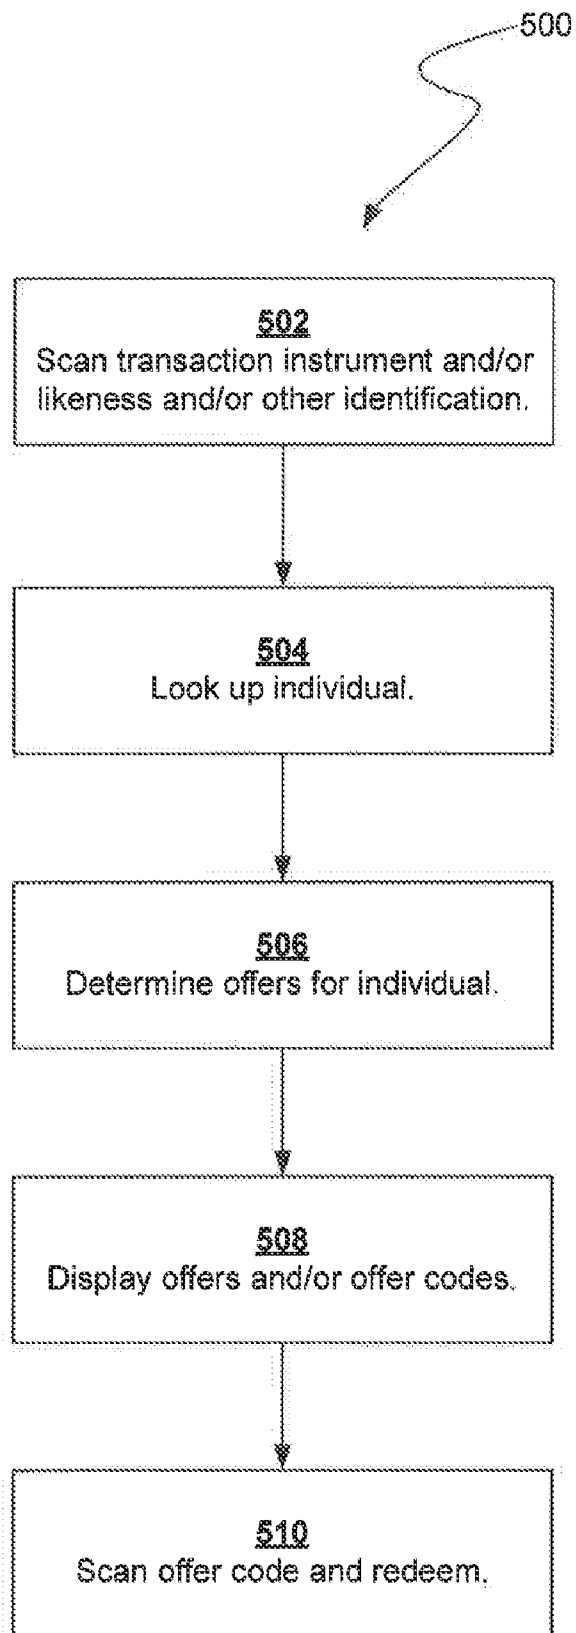 500
502
Scan transaction instrument and/or
likeness and/or other identification.
504
Look up individual.
506
Determine offers for individual.
508
Display offers and/or offer codes.
510
Scan offer code and redeem.